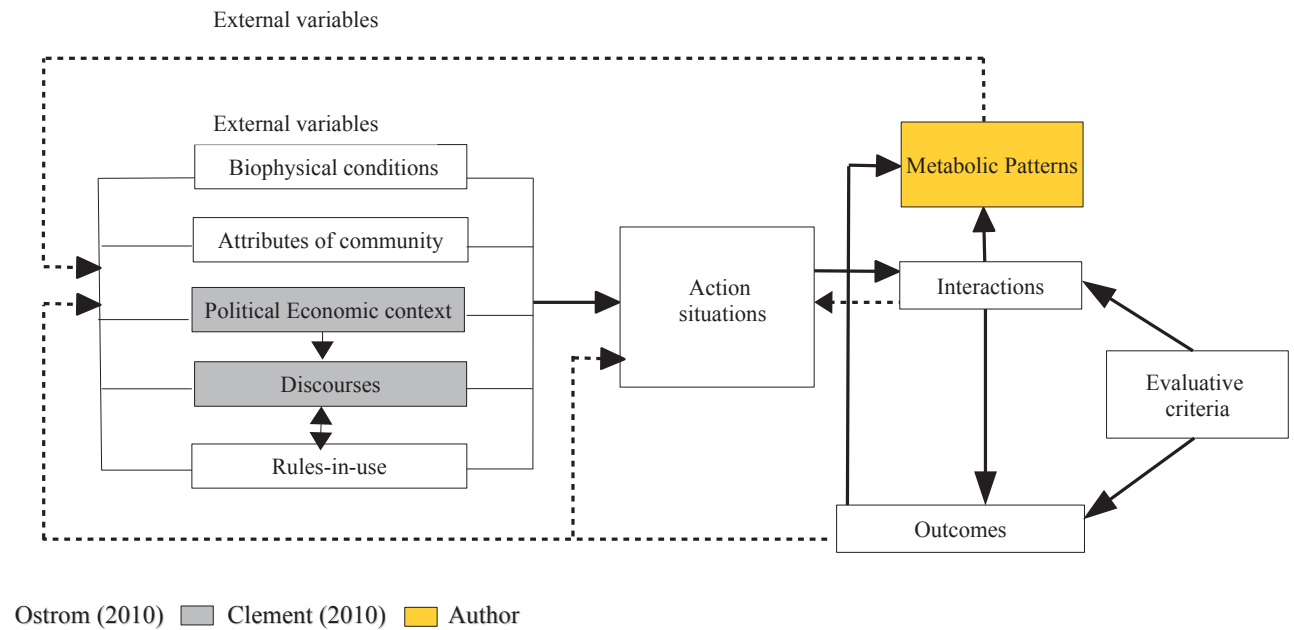 External variables
External variables
Biophysical conditions
Attributes of community
Political Economic context
Discourses
Rules-in-use
Action
situations
Metabolic Patterns
Interactions
Evaluative
criteria
Outcomes
Ostrom (2010) Clement (2010) Author